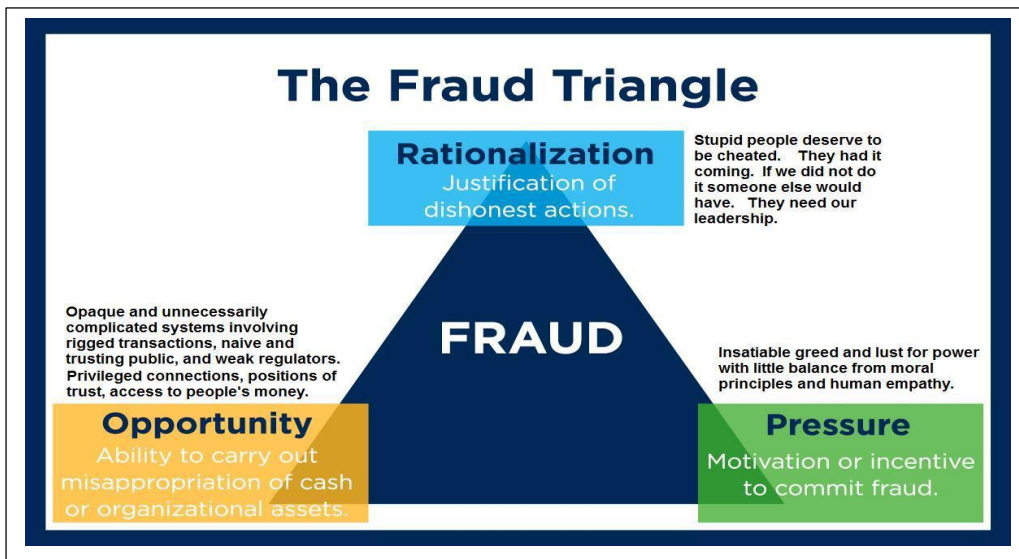 The Fraud Triangle
Rationalization
Justification of
dishonest actions.
Stupid people deserve to
be cheated. They had it
coming. If we did not do
it someone else would
have. They need our
leadership.
FRAUD
Opaque and unnecessarily
complicated systems involving
rigged transactions, naive and
trusting public, and weak regulators.
Privileged connections, positions of
trust, access to people's money.
Opportunity
Ability to carry out
misappropriation of cash
or organizational assets.
Insatiable greed and lust for power
with little balance from moral
principles and human empathy.
Pressure
Motivation or incentive
to commit fraud.